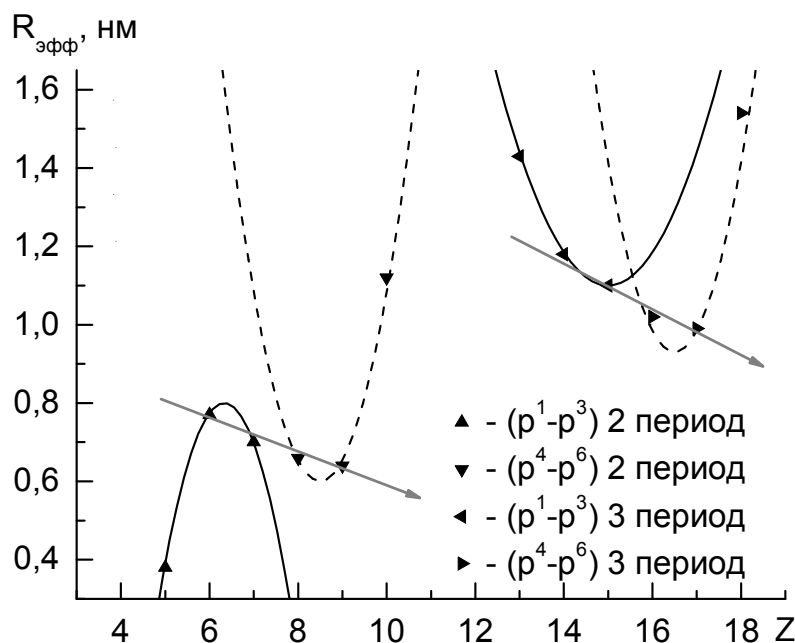 R эфф, нм
1,6
1,4
1,2
1,0
0,8
0,6
0,4
- (p¹-p³) 2 период
- (p⁴-p⁶) 2 период
- (p¹-p³) 3 период
- (p⁴-p⁶) 3 период
4 6 8 10 12 14 16 18 Z